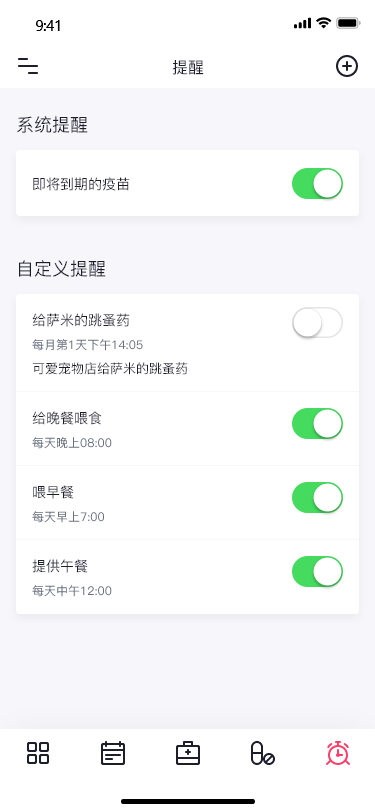 9:41
提醒
系统提醒
即将到期的疫苗
自定义提醒
给萨米的跳蚤药
每月第1天下午14:05
可爱宠物店给萨米的跳蚤药
给晚餐喂食
每天晚上08:00
喂早餐
每天早上7:00
提供午餐
每天中午12:00